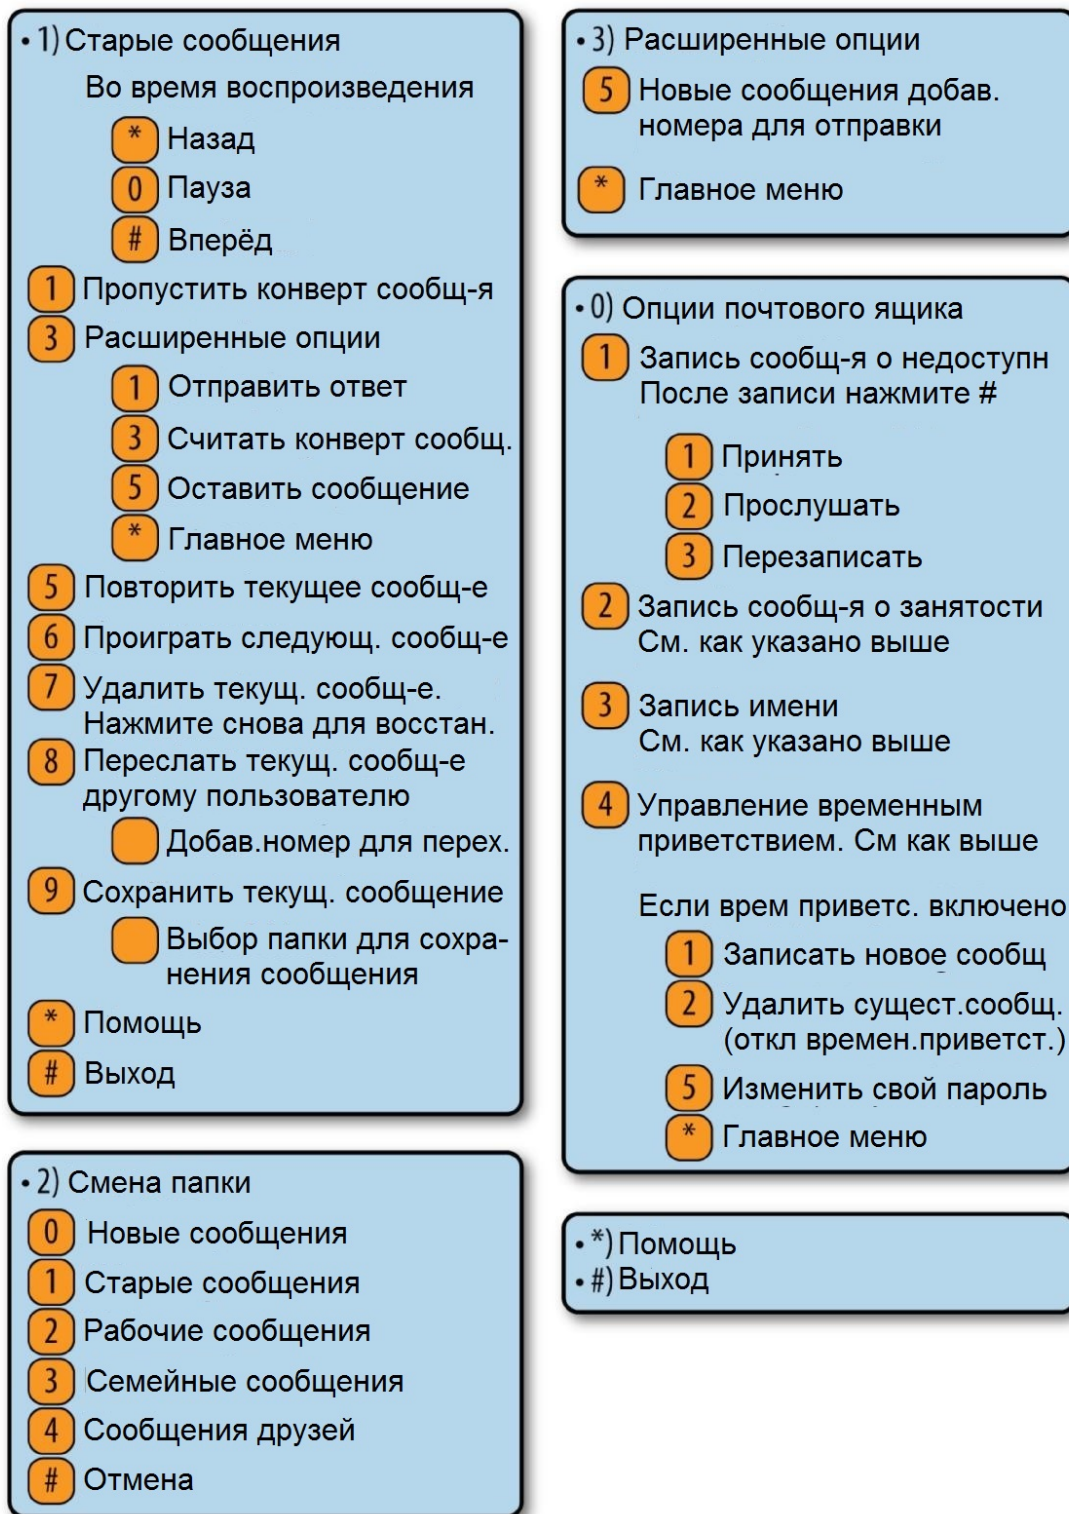 • 1) Старые сообщения
Во время воспроизведения
* Назад
0 Пауза
# Вперёд
1 Пропустить конверт сообщ-я
3 Расширенные опции
1 Отправить ответ
3 Считать конверт сообщ.
5 Оставить сообщение
* Главное меню
5 Повторить текущее сообщ-е
6 Проиграть следующ. сообщ-е
7 Удалить текущ. сообщ-е.
Нажмите снова для восстан.
8 Переслать текущ. сообщ-е
другому пользователю
Добав.номер для перех.
9 Сохранить текущ. сообщение
Выбор папки для сохра-
нения сообщения
* Помощь
# Выход
• 2) Смена папки
0 Новые сообщения
1 Старые сообщения
2 Рабочие сообщения
3 Семейные сообщения
4 Сообщения друзей
# Отмена
• 3) Расширенные опции
5 Новые сообщения добав.
номера для отправки
* Главное меню
• 0) Опции почтового ящика
1 Запись сообщ-я о недоступн
После записи нажмите #
1 Принять
2 Прослушать
3 Перезаписать
2 Запись сообщ-я о занятости
См. как указано выше
3 Запись имени
См. как указано выше
4 Управление временным
приветствием. См как выше
Если врем приветс. включено
1 Записать новое сообщ
2 Удалить сущест.сообщ.
(откл времен.приветст.)
5 Изменить свой пароль
* Главное меню
• *) Помощь
• #) Выход